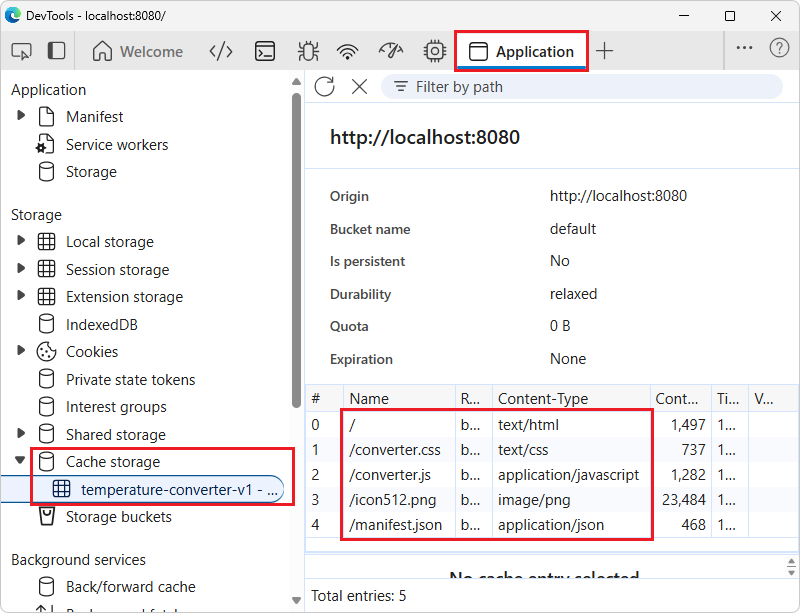 DevTools - localhost:8080/
Welcome
Application
Application
Manifest
Service workers
Storage
Storage
Local storage
Session storage
Extension storage
IndexedDB
Cookies
Private state tokens
Interest groups
Shared storage
Cache storage
temperature-converter-v1 - ...
Storage buckets
Background services
Back/forward cache
Filter by path
http://localhost:8080
Origin http://localhost:8080
Bucket name default
Is persistent No
Durability relaxed
Quota 0 B
Expiration None
# Name R... Content-Type Cont... Ti... V...
0 / b... text/html 1,497 1...
1 /converter.css b... text/css 737 1...
2 /converter.js b... application/javascript 1,282 1...
3 /icon512.png b... image/png 23,484 1...
4 /manifest.json b... application/json 468 1...
No cache entry selected
Total entries: 5